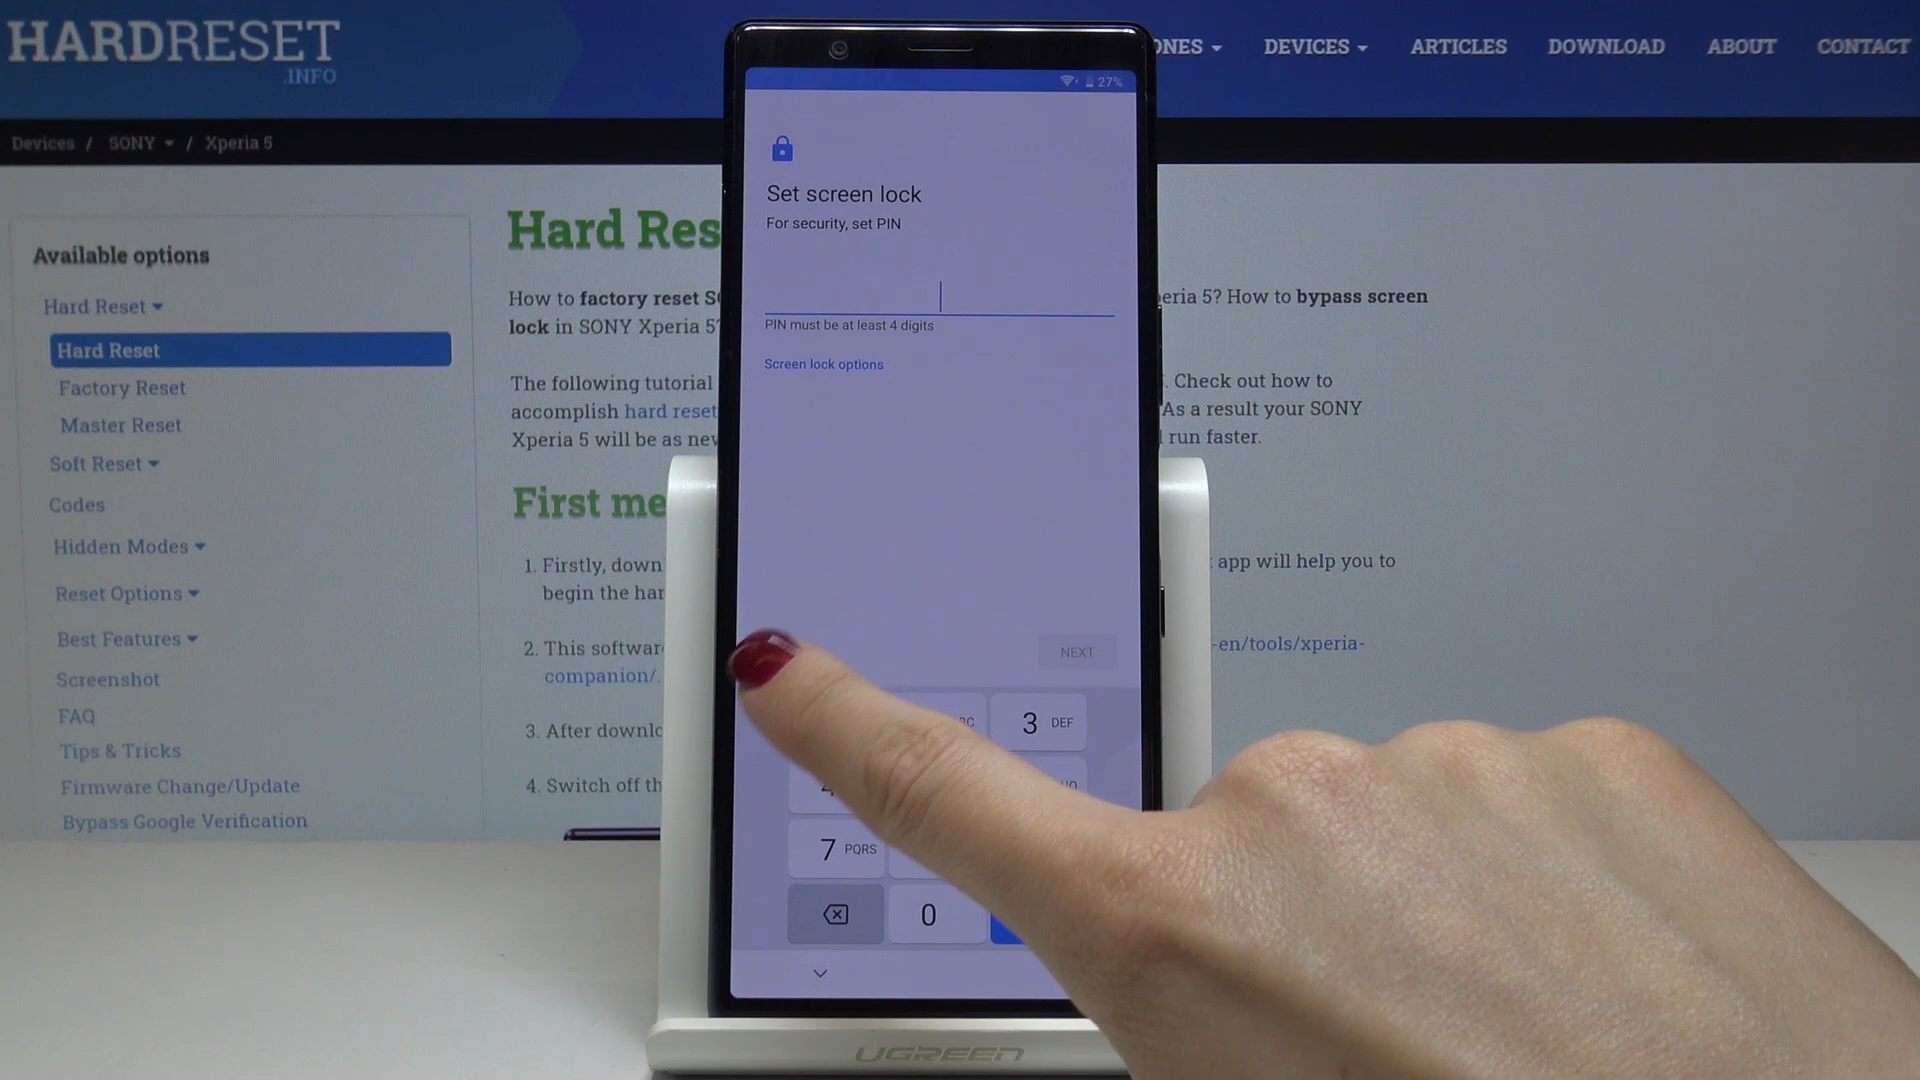 HARDRESET
.INFO
DEVICES
ARTICLES
DOWNLOAD
ABOUT
CONTACT
Devices / SONY / Xperia 5
Available options
Hard Reset
Hard Reset
Factory Reset
Master Reset
Soft Reset
Codes
Hidden Modes
Reset Options
Best Features
Screenshot
FAQ
Tips & Tricks
Firmware Change/Update
Bypass Google Verification
Hard Res
How to factory reset
lock in SONY Xperia 5
The following tutorial
accomplish hard reset
Xperia 5 will be as
First me
1. Firstly, down
begin the har
2. This softwar
companion/.
3. After downlo
4. Switch off th
eria 5? How to bypass screen
. Check out how to
As a result your SONY
run faster.
app will help you to
-en/tools/xperia-
27%
Set screen lock
For security, set PIN
PIN must be at least 4 digits
Screen lock options
NEXT
3 DEF
7 PQRS
0
UGREEN